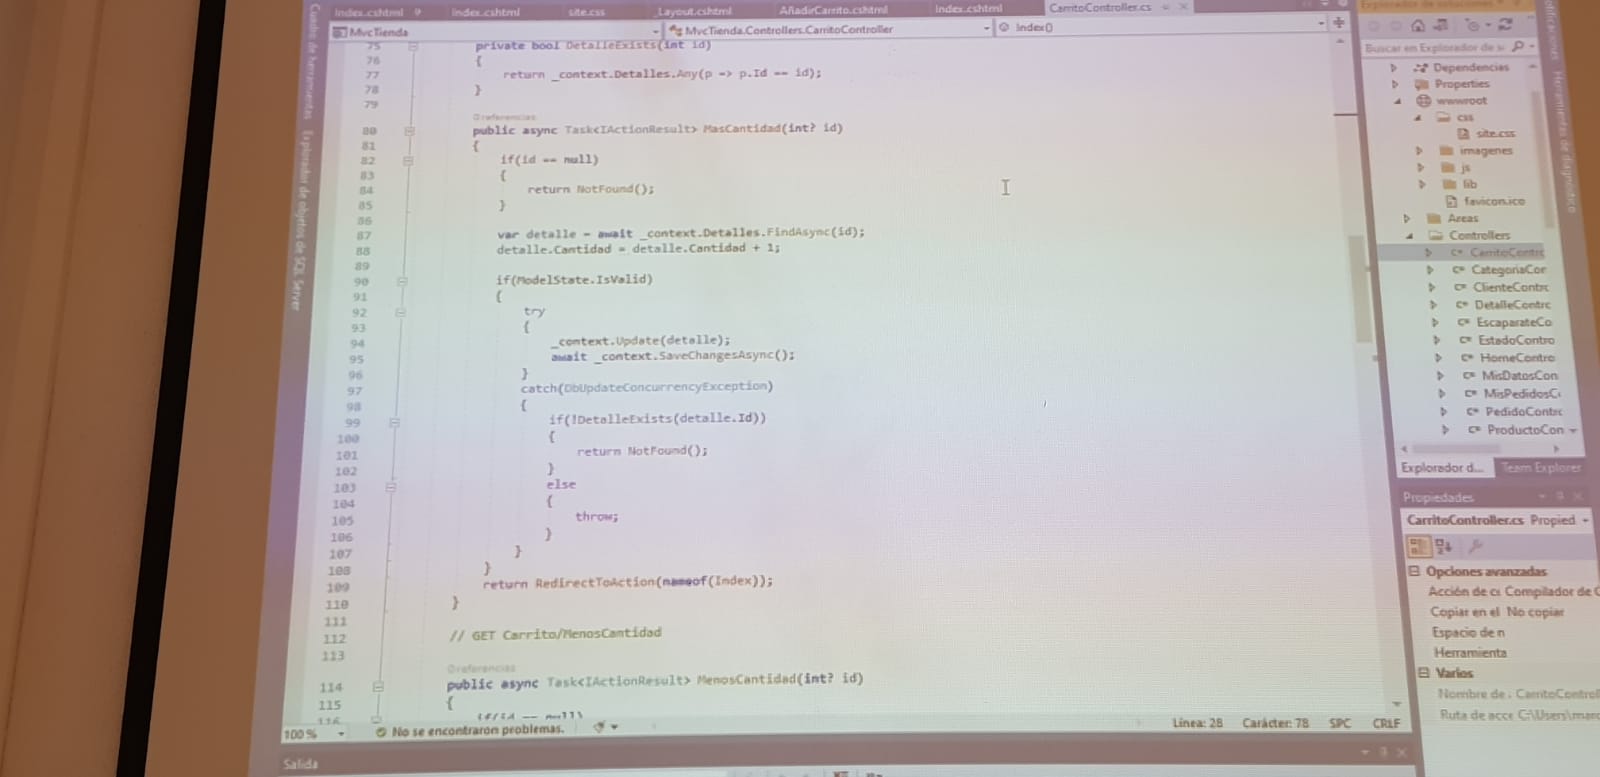 Index.cshtml
Index.cshtml
site.css
_Layout.cshtml
AñadirCarrito.cshtml
Index.cshtml
CarritoController.cs
Explorador de soluciones
MvcTienda
MvcTienda.Controllers.CarritoController
Index()
Cuadro de herramientas
Explorador de objetos de SQL Server
75 private bool DetalleExists(int id)
76 {
77 return _context.Detalles.Any(p => p.Id == id);
78 }
79
0 referencias
80 public async Task<IActionResult> MasCantidad(int? id)
81 {
82 if(id == null)
83 {
84 return NotFound();
85 }
86
87 var detalle = await _context.Detalles.FindAsync(id);
88 detalle.Cantidad = detalle.Cantidad + 1;
89
90 if(ModelState.IsValid)
91 {
92 try
93 {
94 _context.Update(detalle);
95 await _context.SaveChangesAsync();
96 }
97 catch(DbUpdateConcurrencyException)
98 {
99 if(!DetalleExists(detalle.Id))
100 {
101 return NotFound();
102 }
103 else
104 {
105 throw;
106 }
107 }
108 }
109 return RedirectToAction(nameof(Index));
110 }
111
112 // GET Carrito/MenosCantidad
113
0 referencias
114 public async Task<IActionResult> MenosCantidad(int? id)
115 {
116 if(id == null)
100 %
No se encontraron problemas.
Línea: 28 Carácter: 78 SPC CRLF
Salida
Buscar en Explorador de s
Dependencias
Properties
wwwroot
css
site.css
imagenes
js
lib
favicon.ico
Areas
Controllers
CarritoContrc
CategoriaCor
ClienteContrc
DetalleContrc
EscaparateCo
EstadoContro
HomeContro
MisDatosCon
MisPedidosC
PedidoContrc
ProductoCon
Explorador d... Team Explorer
Propiedades
CarritoController.cs Propied
Opciones avanzadas
Acción de c Compilador de C
Copiar en el No copiar
Espacio de n
Herramienta
Varios
Nombre de CarritoControl
Ruta de acce C:\Users\marc
Herramientas de diagnóstico